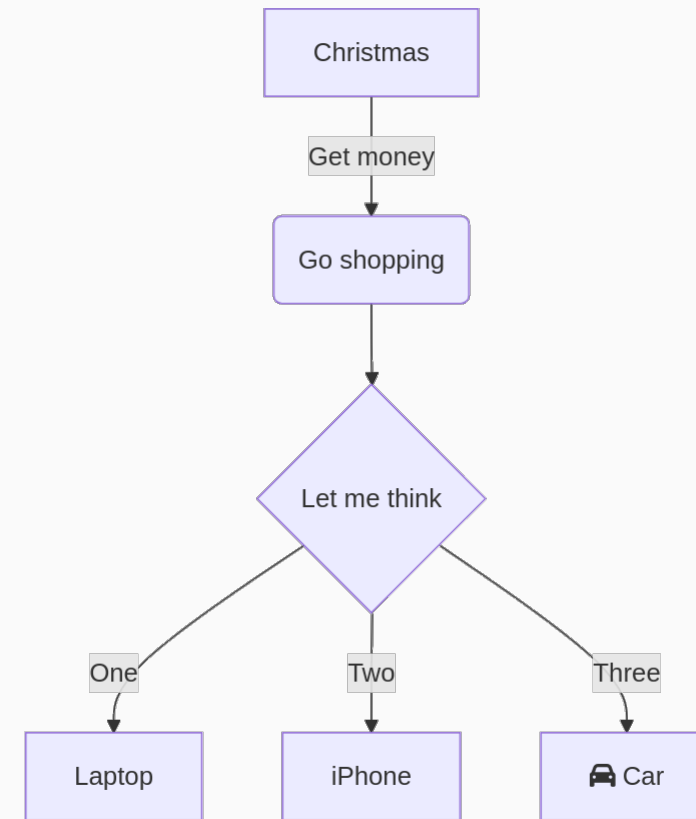 Christmas
Get money
Go shopping
Let me think
One
Two
Three
Laptop
iPhone
Car